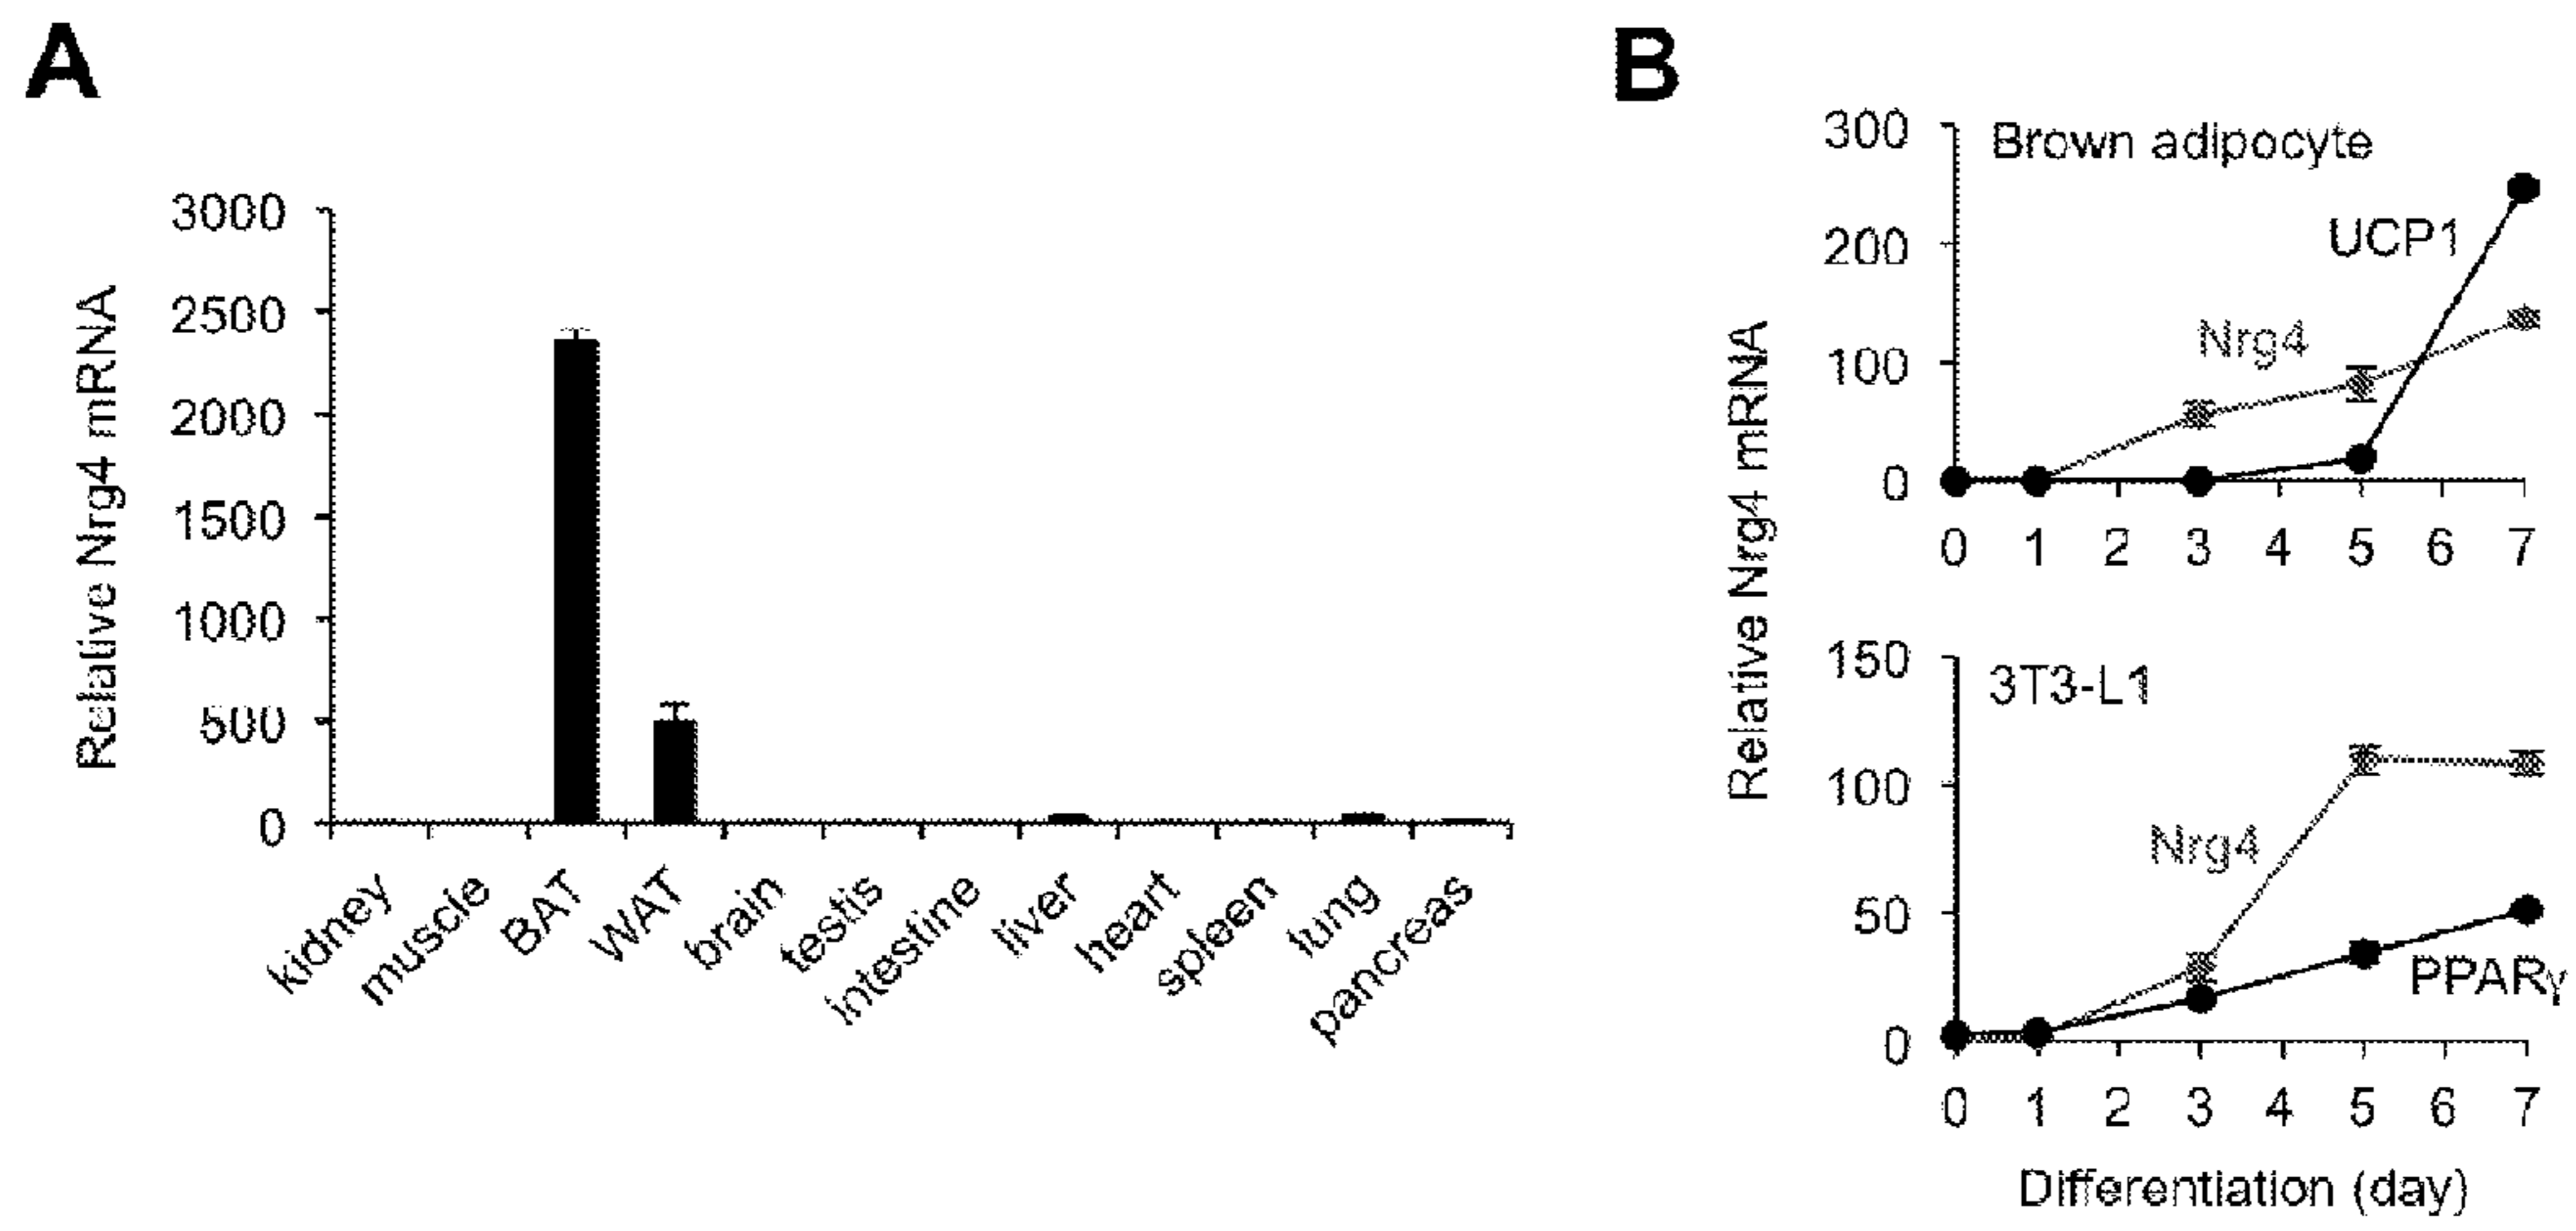 A
Relative Nrg4 mRNA
3000
2500
2000
1500
1000
500
0
kidney
muscle
BAT
WAT
brain
testis
intestine
liver
heart
spleen
lung
pancreas
B
Relative Nrg4 mRNA
Brown adipocyte
300
200
100
0
UCP1
Nrg4
0 1 2 3 4 5 6 7
3T3-L1
150
100
50
0
Nrg4
PPARγ
0 1 2 3 4 5 6 7
Differentiation (day)